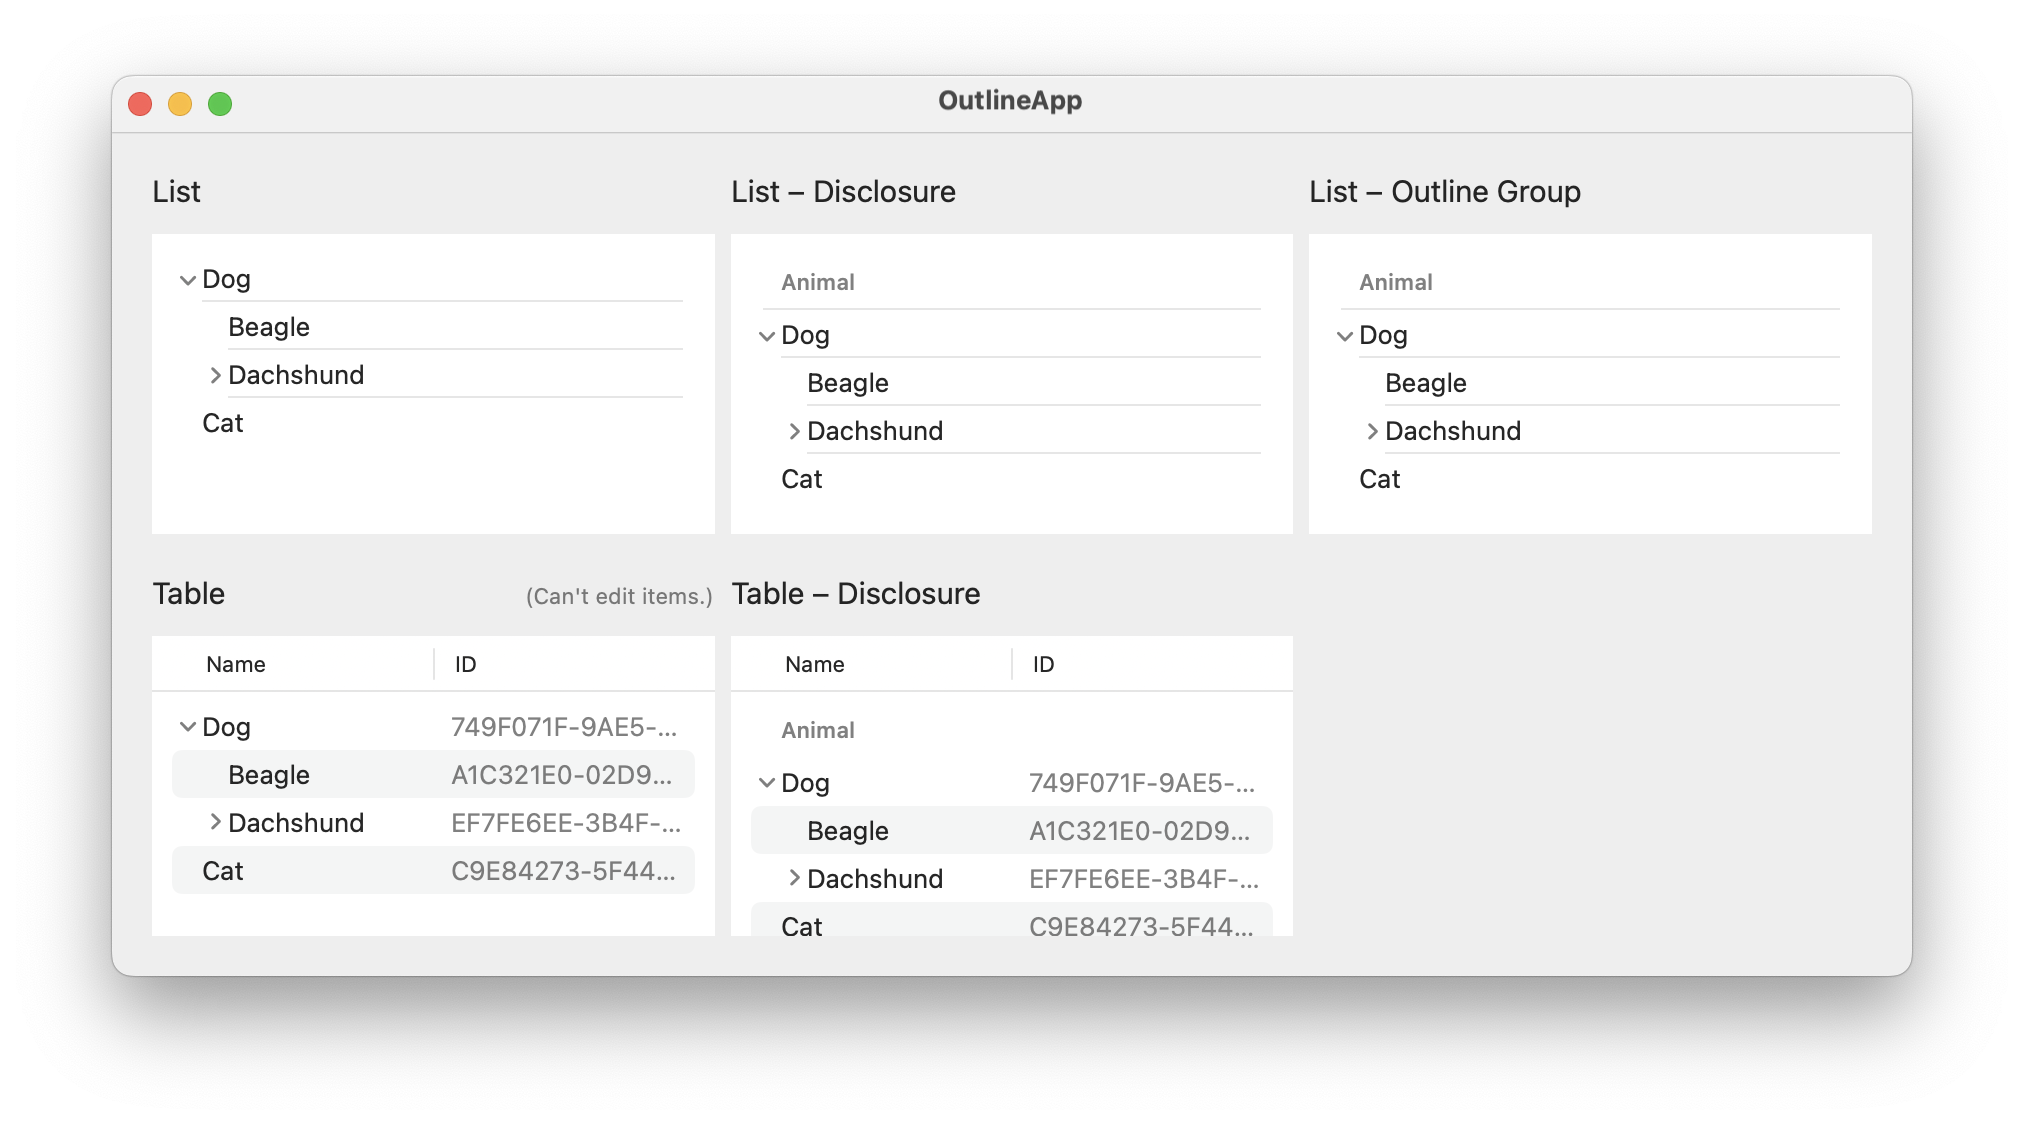 OutlineApp
List
Dog
Beagle
Dachshund
Cat
List – Disclosure
Animal
Dog
Beagle
Dachshund
Cat
List – Outline Group
Animal
Dog
Beagle
Dachshund
Cat
Table (Can't edit items.)
Name ID
Dog 749F071F-9AE5-...
Beagle A1C321E0-02D9...
Dachshund EF7FE6EE-3B4F-...
Cat C9E84273-5F44...
Table – Disclosure
Name ID
Animal
Dog 749F071F-9AE5-...
Beagle A1C321E0-02D9...
Dachshund EF7FE6EE-3B4F-...
Cat C9E84273-5F44...